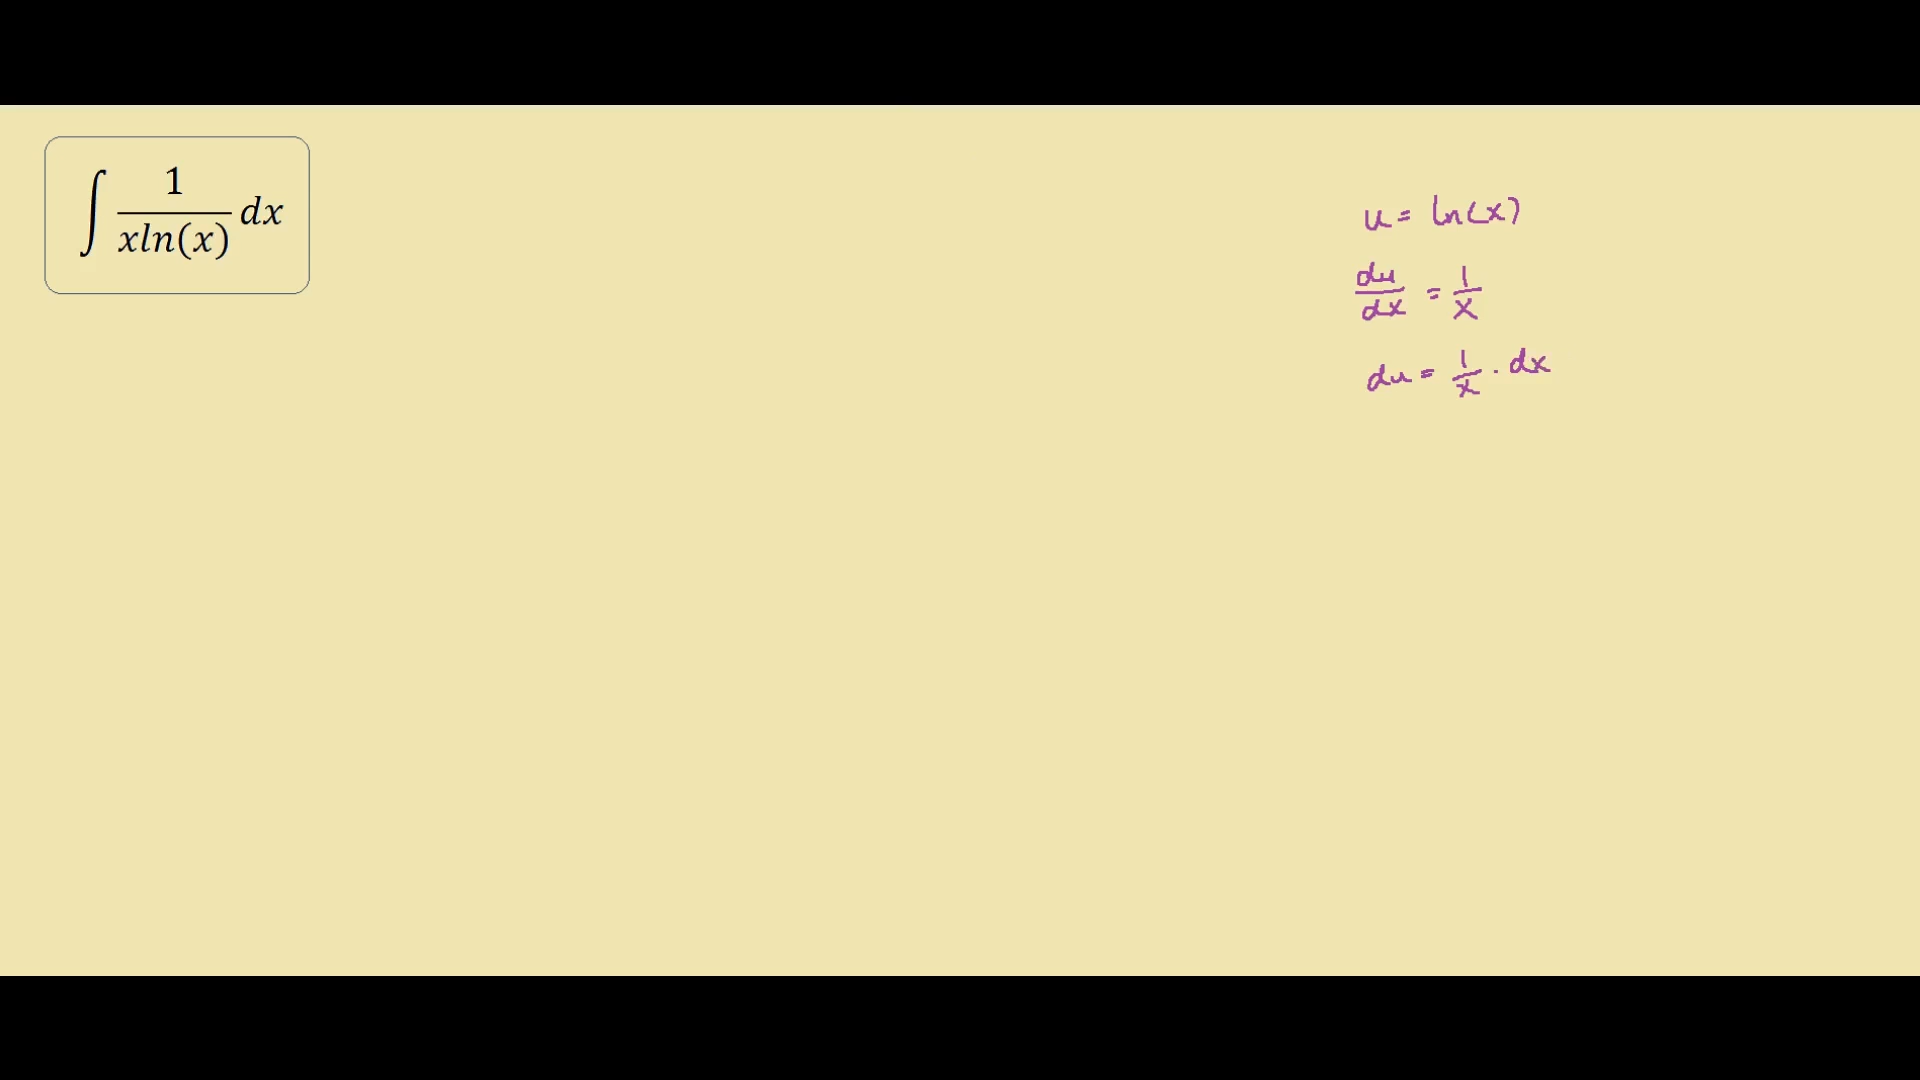 ∫ 1/(xln(x)) dx
u = ln(x)
du/dx = 1/x
du = 1/x · dx